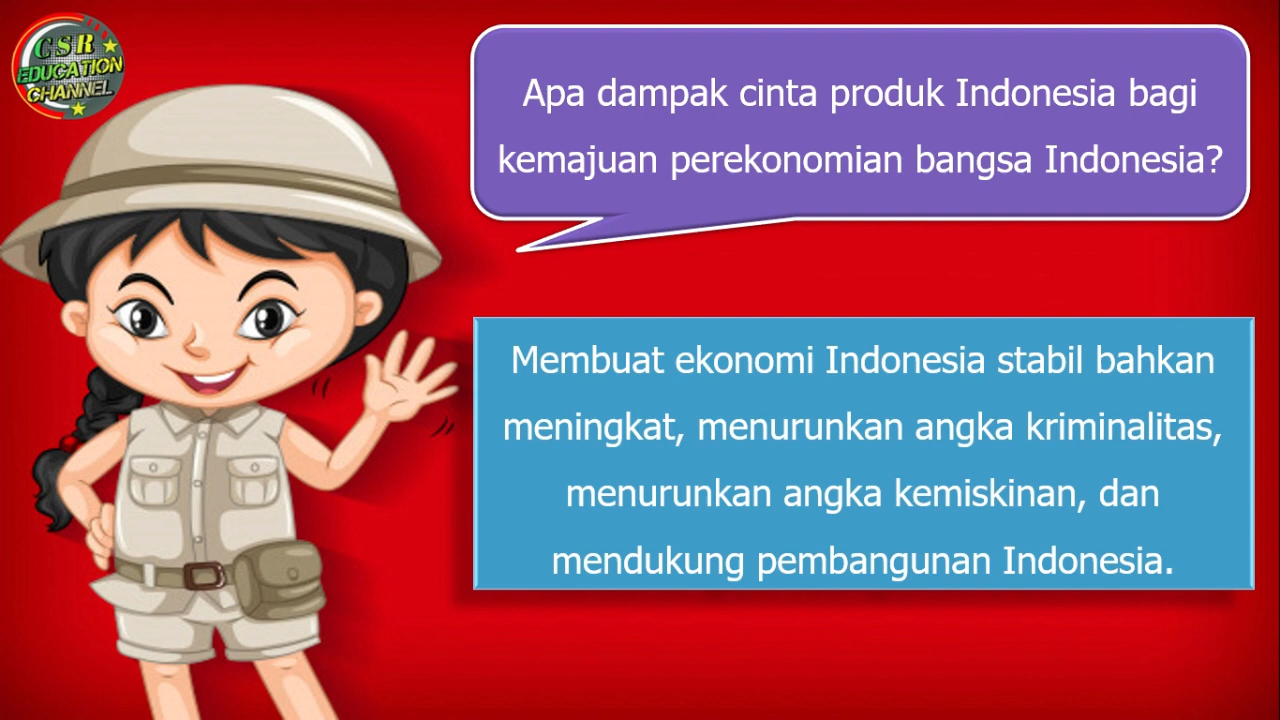 CSR
EDUCATION
CHANNEL
Apa dampak cinta produk Indonesia bagi
kemajuan perekonomian bangsa Indonesia?
Membuat ekonomi Indonesia stabil bahkan
meningkat, menurunkan angka kriminalitas,
menurunkan angka kemiskinan, dan
mendukung pembangunan Indonesia.